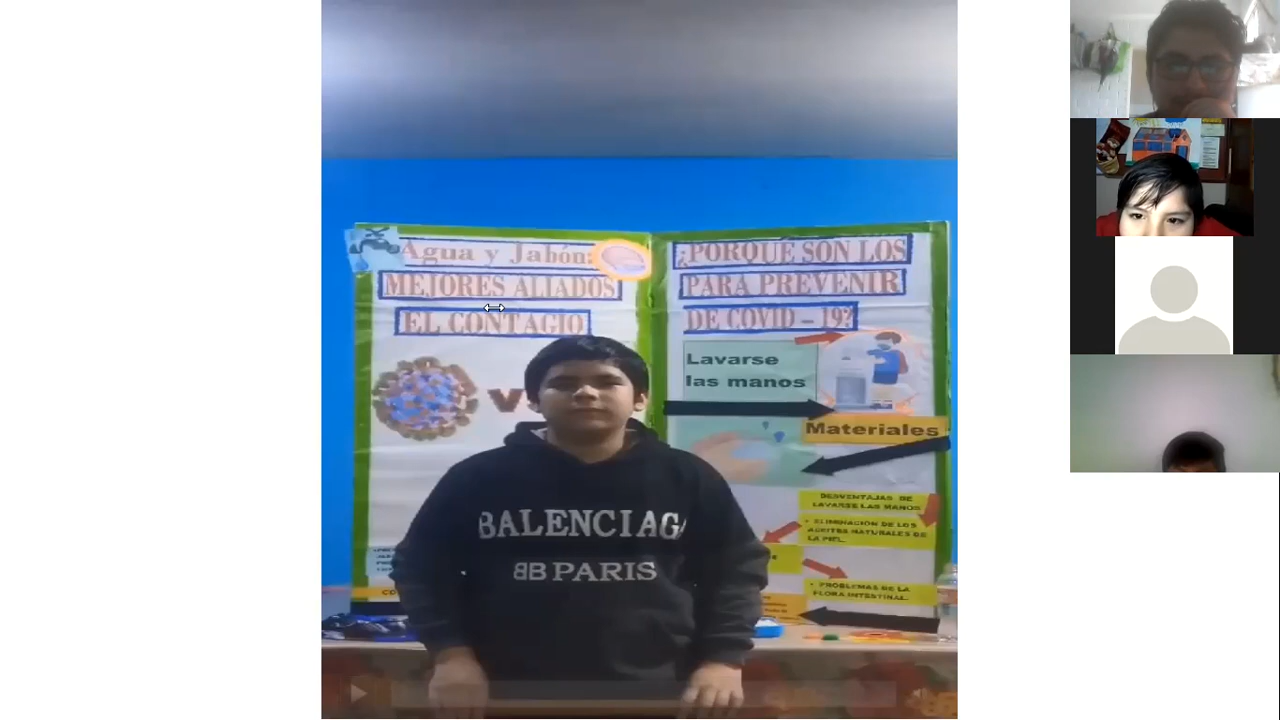 Agua y Jabón:
MEJORES ALIADOS
EL CONTAGIO
¿PORQUE SON LOS
PARA PREVENIR
DE COVID - 19?
Lavarse
las manos
Materiales
DESVENTAJAS DE
LAVARSE LAS MANOS
• ELIMINACIÓN DE LOS
ACEITES NATURALES DE
LA PIEL.
• PROBLEMAS DE LA
FLORA INTESTINAL.
BALENCIAGA
BB PARIS